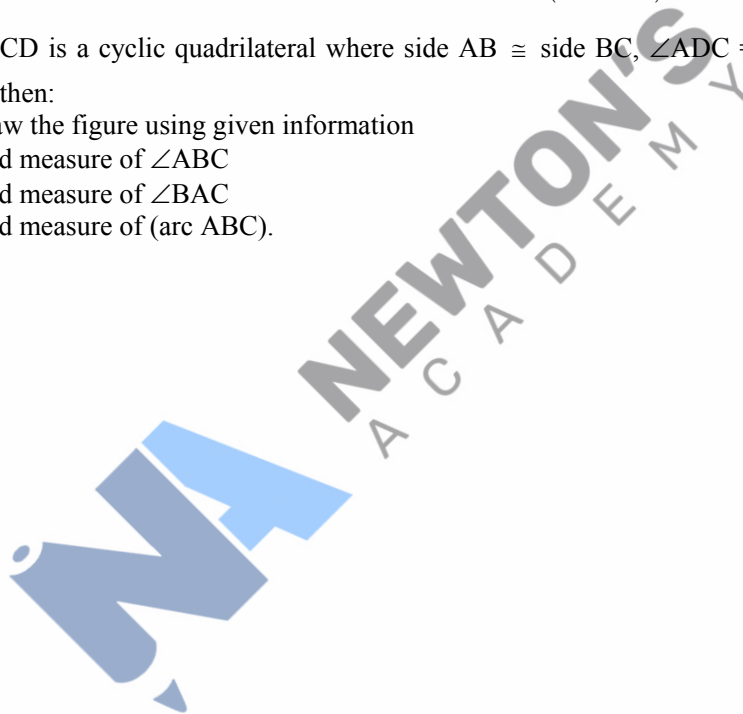 CD is a cyclic quadrilateral where side AB ≅ side BC, ∠ADC =
then:
aw the figure using given information
d measure of ∠ABC
d measure of ∠BAC
d measure of (arc ABC).
NEWTON'S
ACADEMY